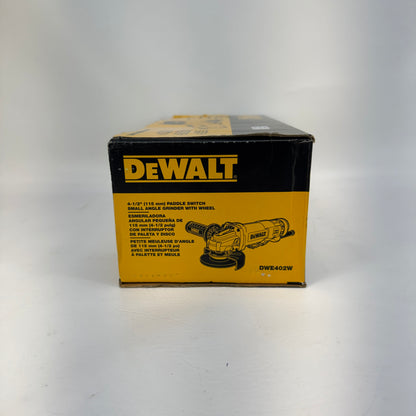 DEWALT
4-1/2" (115 mm) PADDLE SWITCH
SMALL ANGLE GRINDER WITH WHEEL
ESMERILADORA
ANGULAR PEQUEÑA DE
115 mm (4-1/2 pulg)
CON INTERRUPTOR
DE PALETA Y DISCO
PETITE MEULEUSE D'ANGLE
DE 115 mm (4-1/2 po)
AVEC INTERRUPTEUR
À PALETTE ET MEULE
DEWALT
DWE402W